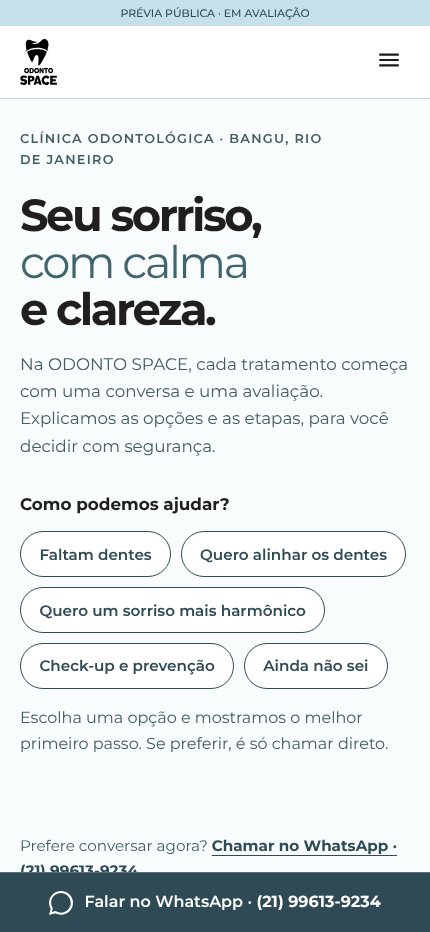 PRÉVIA PÚBLICA · EM AVALIAÇÃO
ODONTO
SPACE
CLÍNICA ODONTOLÓGICA · BANGU, RIO
DE JANEIRO
Seu sorriso,
com calma
e clareza.
Na ODONTO SPACE, cada tratamento começa
com uma conversa e uma avaliação.
Explicamos as opções e as etapas, para você
decidir com segurança.
Como podemos ajudar?
Faltam dentes
Quero alinhar os dentes
Quero um sorriso mais harmônico
Check-up e prevenção
Ainda não sei
Escolha uma opção e mostramos o melhor
primeiro passo. Se preferir, é só chamar direto.
Prefere conversar agora? Chamar no WhatsApp ·
(21) 99613-9234
Falar no WhatsApp · (21) 99613-9234